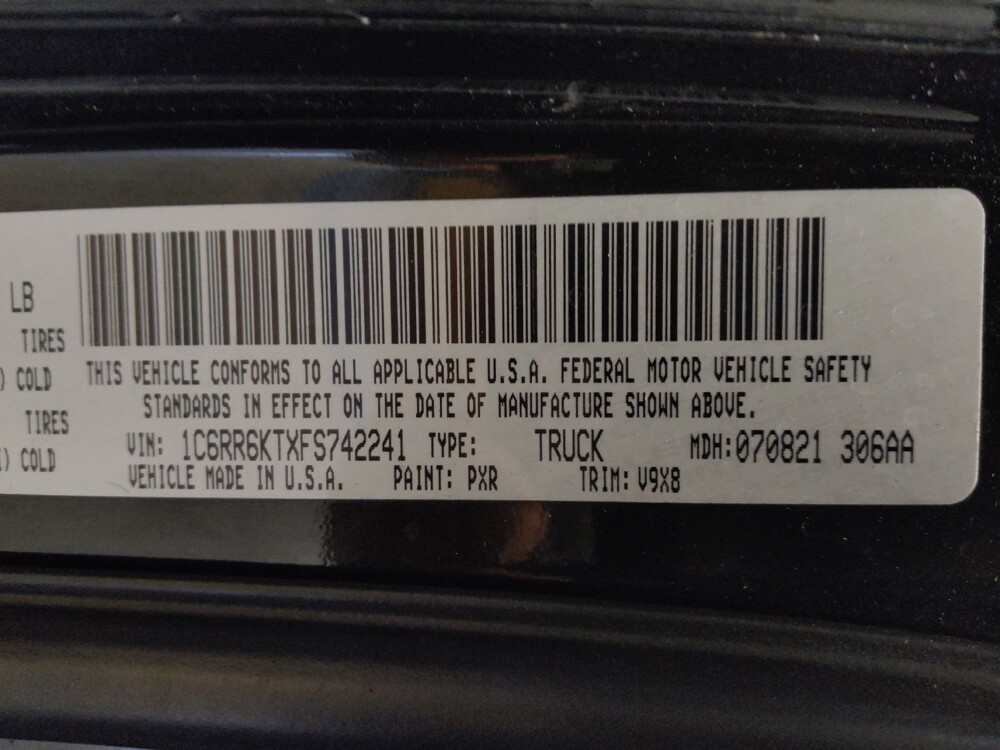 LB
TIRES
) COLD
TIRES
) COLD
THIS VEHICLE CONFORMS TO ALL APPLICABLE U.S.A. FEDERAL MOTOR VEHICLE SAFETY
STANDARDS IN EFFECT ON THE DATE OF MANUFACTURE SHOWN ABOVE.
VIN: 1C6RR6KTXFS742241 TYPE: TRUCK MDH:070821 306AA
VEHICLE MADE IN U.S.A. PAINT: PXR TRIM: V9X8